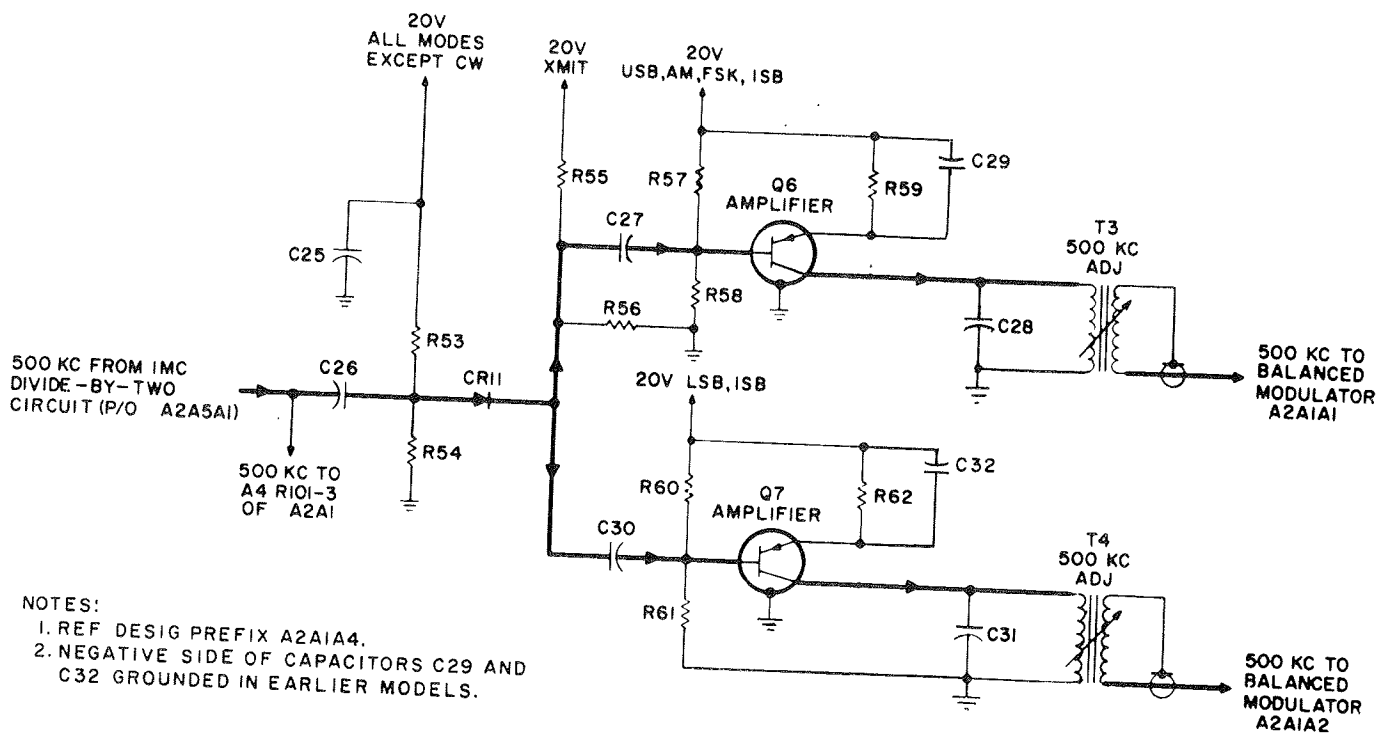 20V
ALL MODES
EXCEPT CW
20V
XMIT
20V
USB,AM,FSK, ISB
C25
R53
R55
R57
Q6
AMPLIFIER
R59
C29
C27
R58
R56
T3
500 KC
ADJ
C28
500 KC FROM IMC
DIVIDE-BY-TWO
CIRCUIT (P/O A2A5A1)
C26
CR11
500 KC TO
BALANCED
MODULATOR
A2A1A1
20V LSB,ISB
R54
500 KC TO
A4 R101-3
OF A2A1
R60
Q7
AMPLIFIER
R62
C32
C30
R61
T4
500 KC
ADJ
C31
500 KC TO
BALANCED
MODULATOR
A2A1A2
NOTES:
1. REF DESIG PREFIX A2A1A4.
2. NEGATIVE SIDE OF CAPACITORS C29 AND
C32 GROUNDED IN EARLIER MODELS.